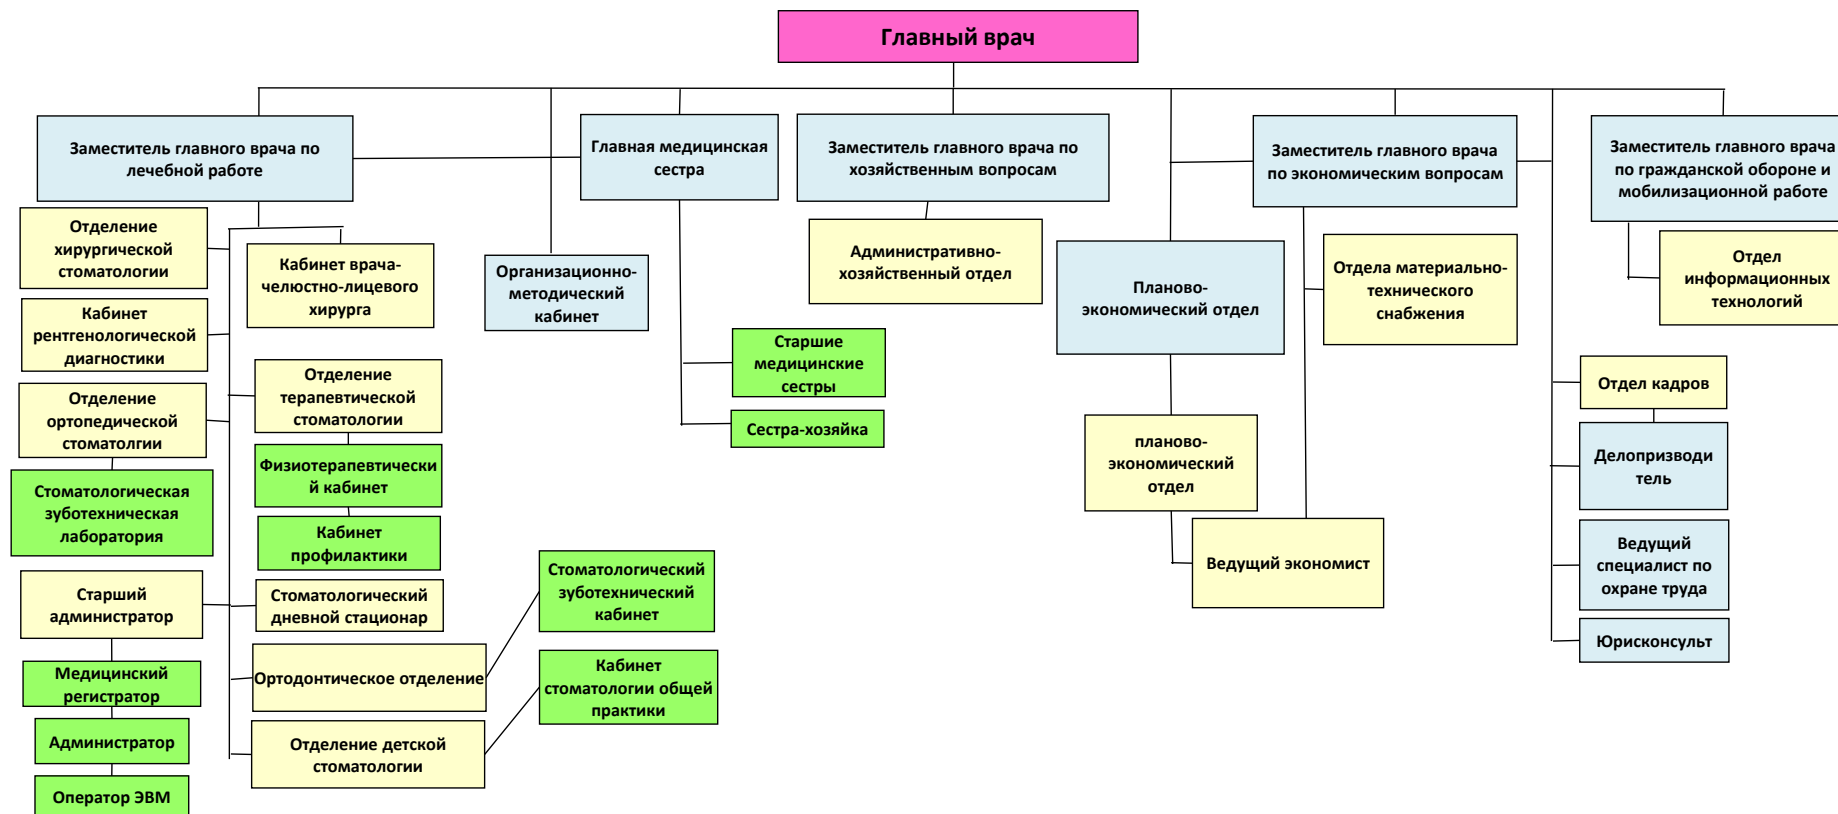 Главный врач
Заместитель главного врача по
лечебной работе
Главная медицинская
сестра
Заместитель главного врача по
хозяйственным вопросам
Заместитель главного врача
по экономическим вопросам
Заместитель главного врача
по гражданской обороне и
мобилизационной работе
Отделение
хирургической
стоматологии
Кабинет врача-
челюстно-лицевого
хирурга
Организационно-
методический
кабинет
Административно-
хозяйственный отдел
Планово-
экономический отдел
Отдела материально-
технического
снабжения
Отдел
информационных
технологий
Кабинет
рентгенологической
диагностики
Старшие
медицинские
сестры
Отделение
терапевтической
стоматологии
Отдел кадров
Отделение
ортопедической
стоматолгии
Сестра-хозяйка
планово-
экономический
отдел
Делопризводи
тель
Физиотерапевтически
й кабинет
Стоматологическая
зуботехническая
лаборатория
Кабинет
профилактики
Ведущий экономист
Ведущий
специалист по
охране труда
Стоматологический
зуботехнический
кабинет
Старший
администратор
Стоматологический
дневной стационар
Юрисконсульт
Медицинский
регистратор
Ортодонтическое отделение
Кабинет
стоматологии общей
практики
Администратор
Отделение детской
стоматологии
Оператор ЭВМ